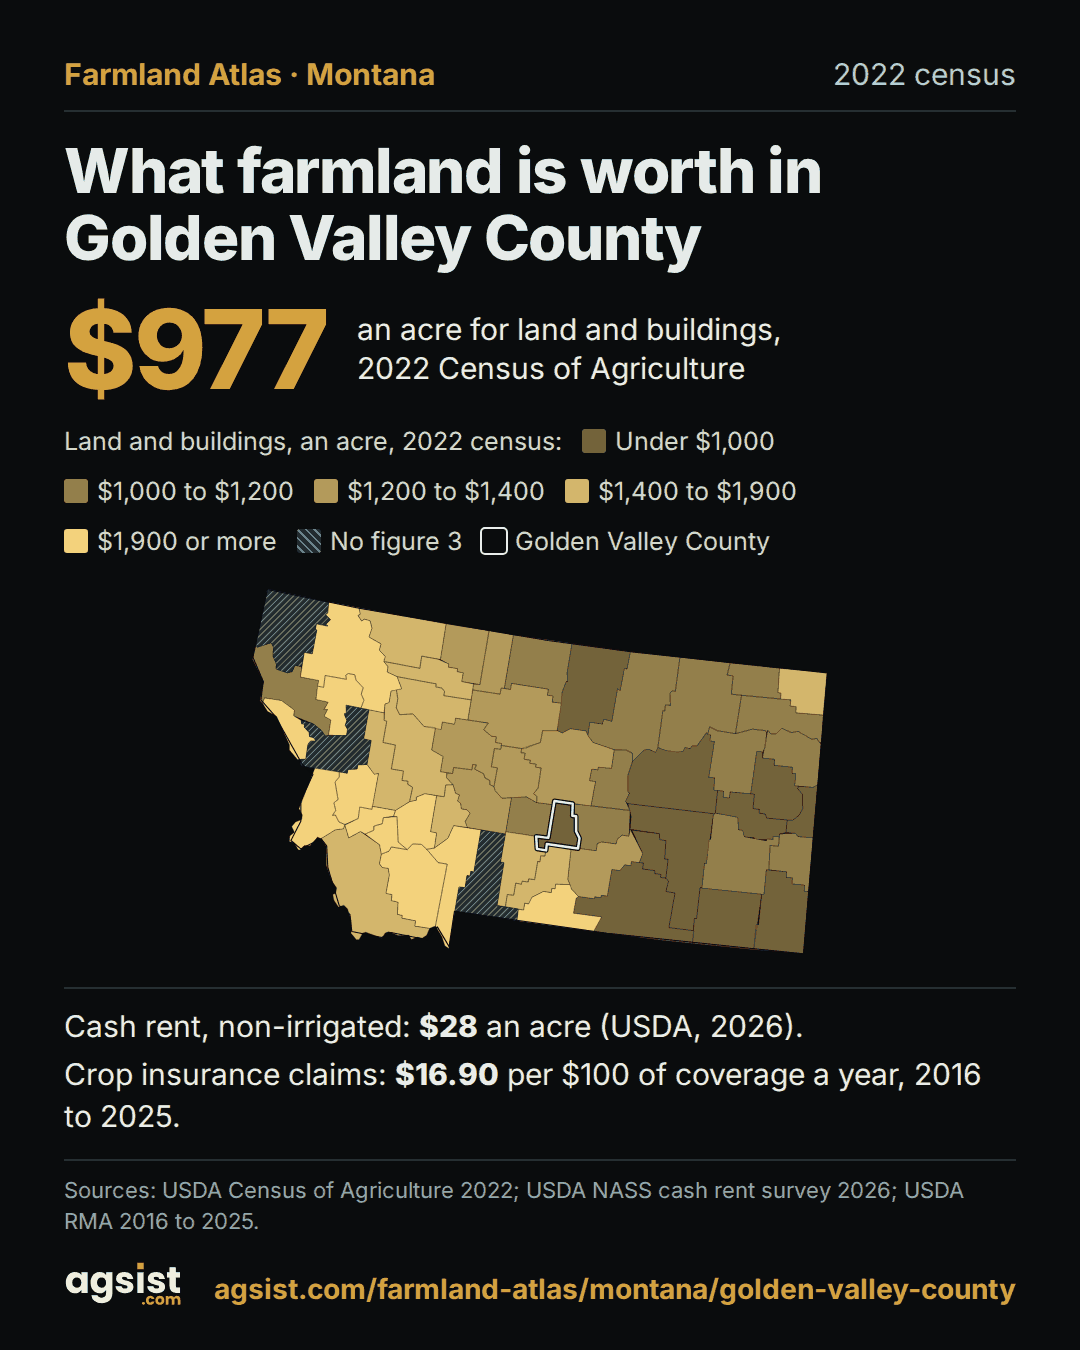 Farmland Atlas · Montana
2022 census
What farmland is worth in
Golden Valley County
$977
an acre for land and buildings,
2022 Census of Agriculture
Land and buildings, an acre, 2022 census: Under $1,000
$1,000 to $1,200 $1,200 to $1,400 $1,400 to $1,900
$1,900 or more No figure 3 Golden Valley County
Cash rent, non-irrigated: $28 an acre (USDA, 2026).
Crop insurance claims: $16.90 per $100 of coverage a year, 2016
to 2025.
Sources: USDA Census of Agriculture 2022; USDA NASS cash rent survey 2026; USDA
RMA 2016 to 2025.
agsist.com
agsist.com/farmland-atlas/montana/golden-valley-county